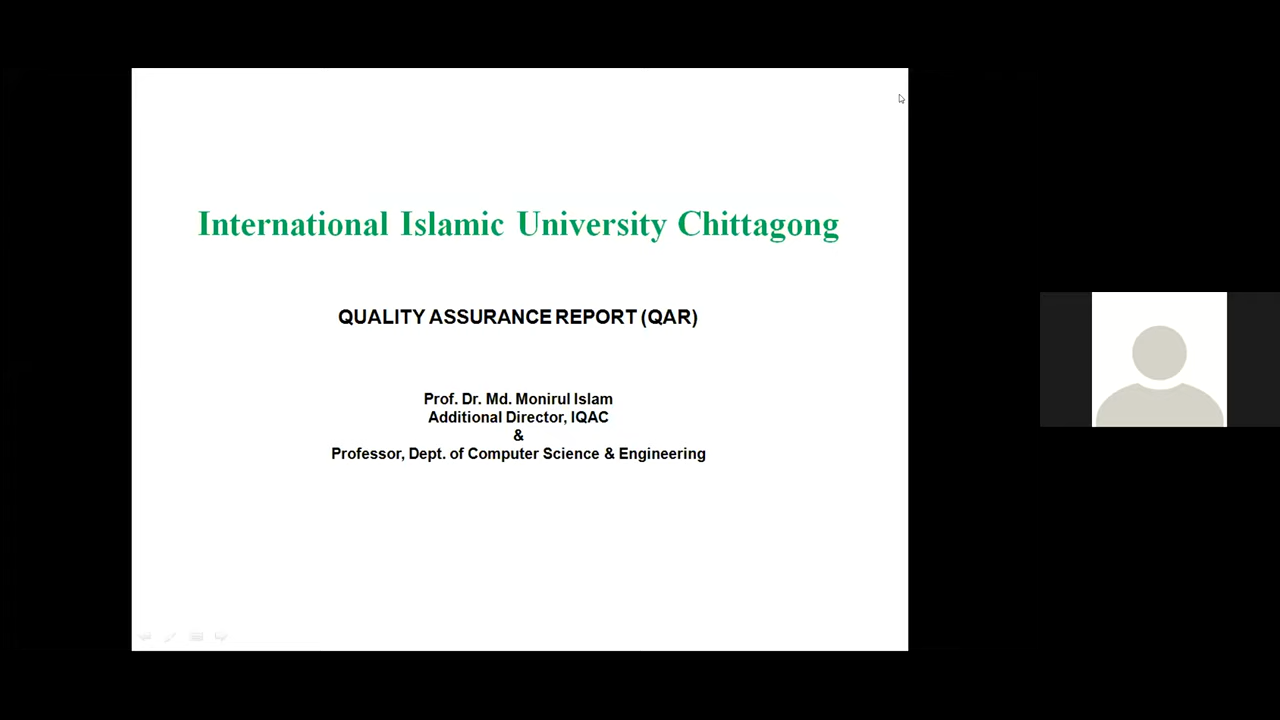 International Islamic University Chittagong
QUALITY ASSURANCE REPORT (QAR)
Prof. Dr. Md. Monirul Islam
Additional Director, IQAC
&
Professor, Dept. of Computer Science & Engineering